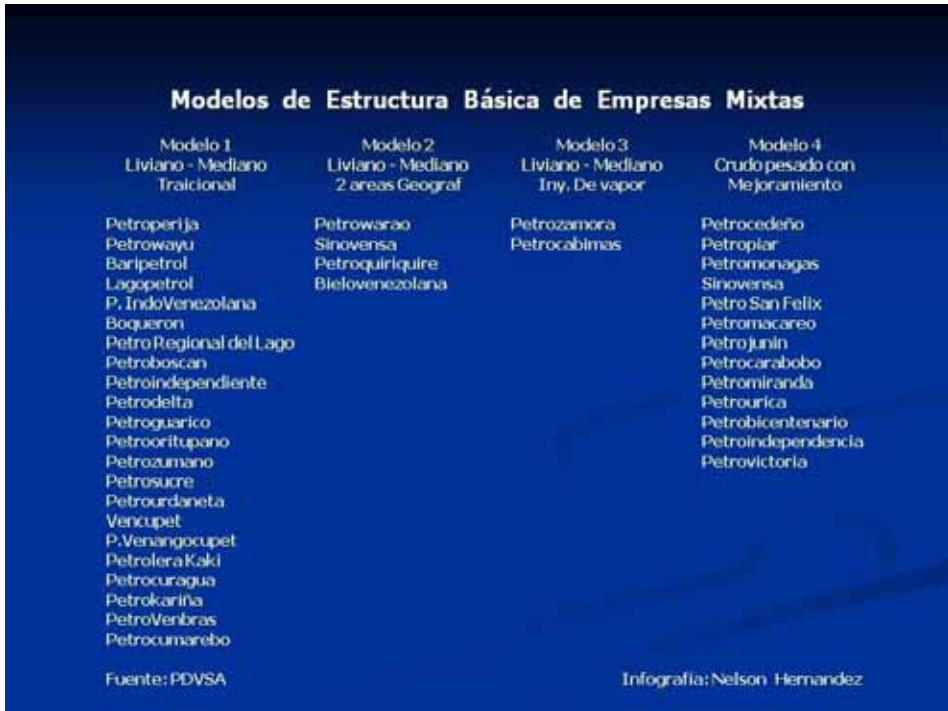 Modelos de Estructura Básica de Empresas Mixtas
Modelo 1
Liviano - Mediano
Traicional
Petroperija
Petrowayu
Baripetrol
Lagopetrol
P. IndoVenezolana
Boqueron
Petro Regional del Lago
Petroboscan
Petroindependiente
Petrodelta
Petroguarico
Petrooritupano
Petrozumano
Petrosucre
Petrourdaneta
Vencupet
P.Venangocupet
Petrolera Kaki
Petrocuragua
Petrokariña
PetroVenbras
Petrocumarebo
Modelo 2
Liviano - Mediano
2 areas Geograf
Petrowarao
Sinovensa
Petroquiriquire
Bielovenezolana
Modelo 3
Liviano - Mediano
Iny. De vapor
Petrozamora
Petrocabimas
Modelo 4
Crudo pesado con
Mejoramiento
Petrocedeño
Petropiar
Petromonagas
Sinovensa
Petro San Felix
Petromacareo
Petrojunin
Petrocarabobo
Petromiranda
Petrourica
Petrobicentenario
Petroindependencia
Petrovictoria
Fuente: PDVSA
Infografía: Nelson Hernandez